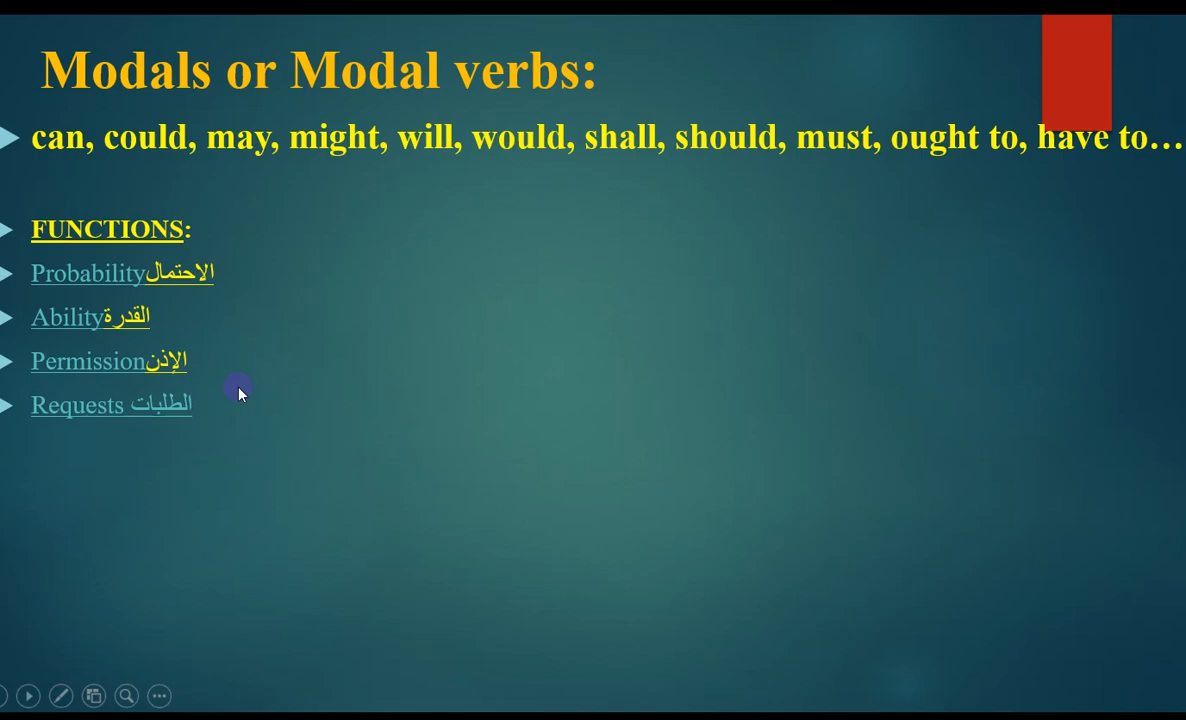 Modals or Modal verbs:
can, could, may, might, will, would, shall, should, must, ought to, have to…
FUNCTIONS:
Probabilityالاحتمال
Abilityالقدرة
Permissionالإذن
Requests الطلبات